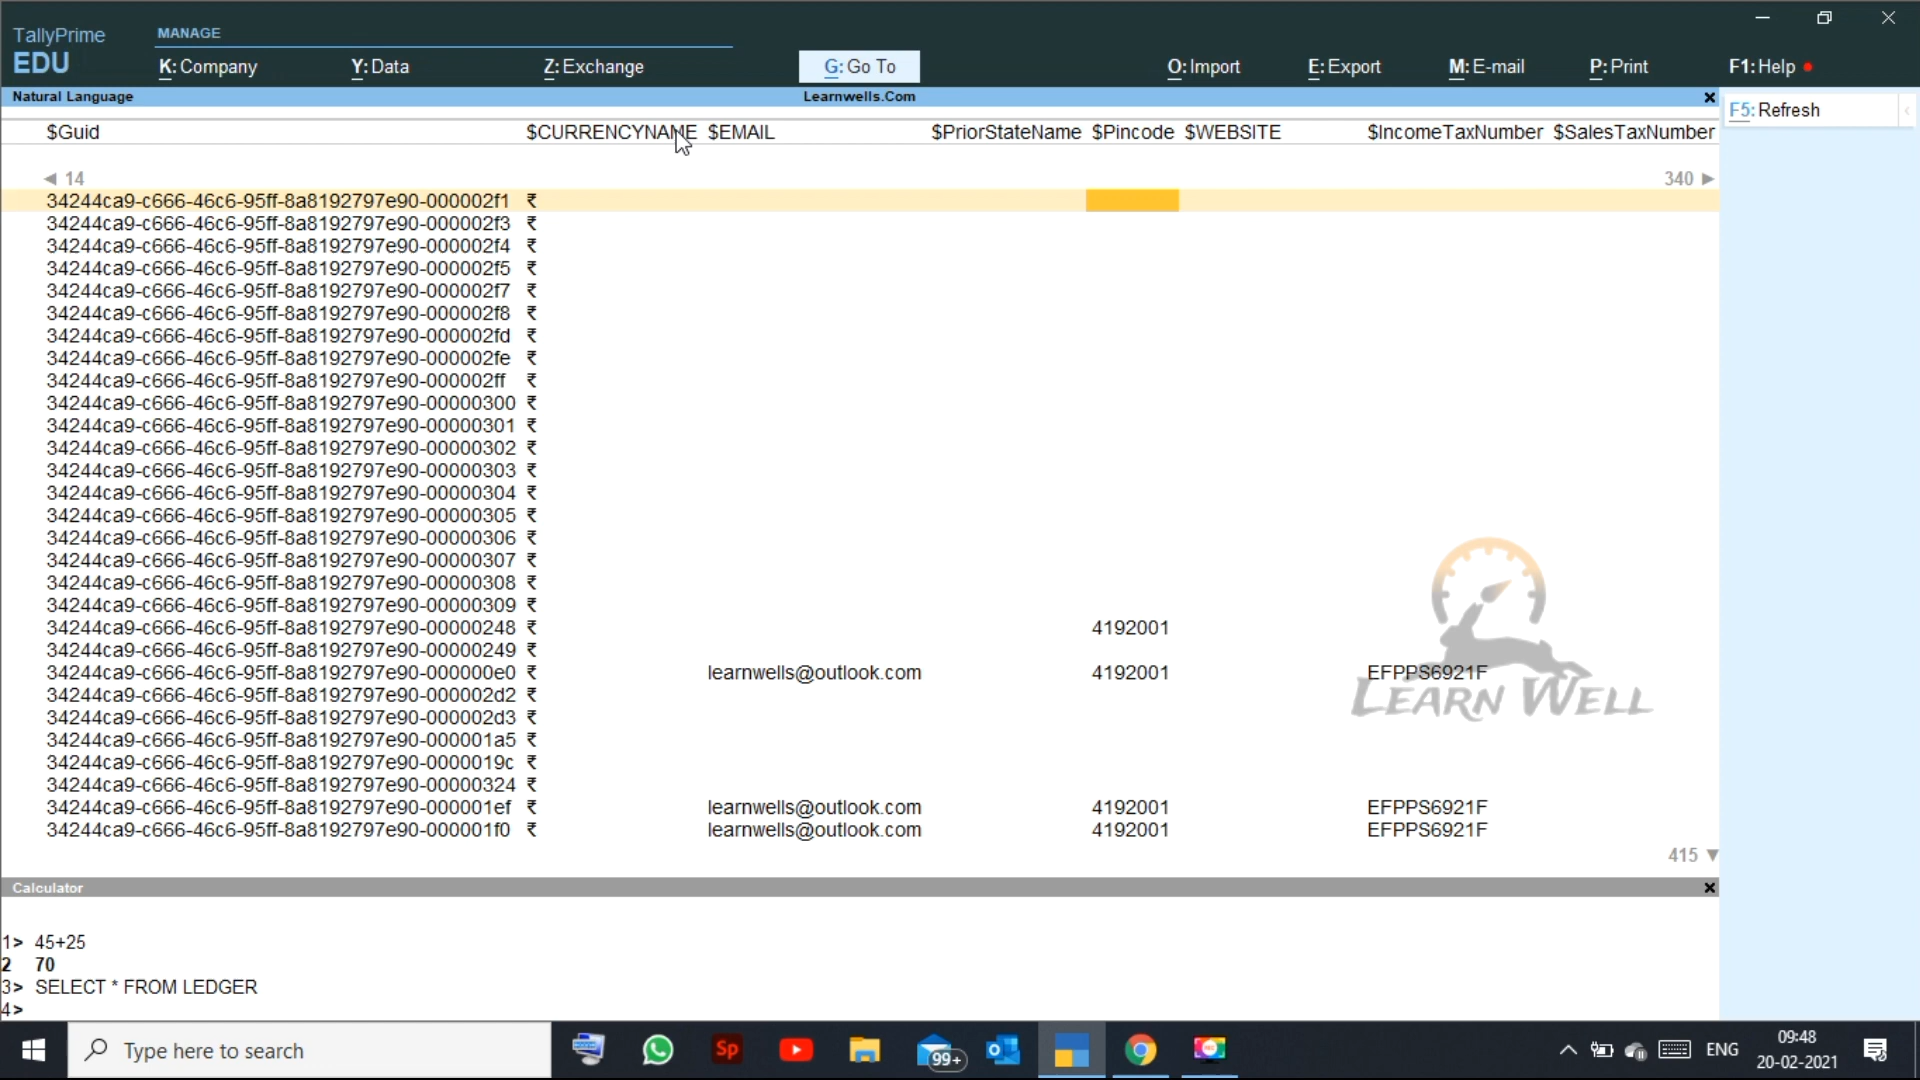 TallyPrime
EDU
MANAGE
K: Company Y: Data Z: Exchange G: Go To O: Import E: Export M: E-mail P: Print F1: Help
Natural Language Learnwells.Com
F5: Refresh
$Guid $CURRENCYNAME $EMAIL $PriorStateName $Pincode $WEBSITE $IncomeTaxNumber $SalesTaxNumber
◄ 14 340 ►
34244ca9-c666-46c6-95ff-8a8192797e90-000002f1 ₹
34244ca9-c666-46c6-95ff-8a8192797e90-000002f3 ₹
34244ca9-c666-46c6-95ff-8a8192797e90-000002f4 ₹
34244ca9-c666-46c6-95ff-8a8192797e90-000002f5 ₹
34244ca9-c666-46c6-95ff-8a8192797e90-000002f7 ₹
34244ca9-c666-46c6-95ff-8a8192797e90-000002f8 ₹
34244ca9-c666-46c6-95ff-8a8192797e90-000002fd ₹
34244ca9-c666-46c6-95ff-8a8192797e90-000002fe ₹
34244ca9-c666-46c6-95ff-8a8192797e90-000002ff ₹
34244ca9-c666-46c6-95ff-8a8192797e90-00000300 ₹
34244ca9-c666-46c6-95ff-8a8192797e90-00000301 ₹
34244ca9-c666-46c6-95ff-8a8192797e90-00000302 ₹
34244ca9-c666-46c6-95ff-8a8192797e90-00000303 ₹
34244ca9-c666-46c6-95ff-8a8192797e90-00000304 ₹
34244ca9-c666-46c6-95ff-8a8192797e90-00000305 ₹
34244ca9-c666-46c6-95ff-8a8192797e90-00000306 ₹
34244ca9-c666-46c6-95ff-8a8192797e90-00000307 ₹
34244ca9-c666-46c6-95ff-8a8192797e90-00000308 ₹
34244ca9-c666-46c6-95ff-8a8192797e90-00000309 ₹
34244ca9-c666-46c6-95ff-8a8192797e90-00000248 ₹ 4192001
34244ca9-c666-46c6-95ff-8a8192797e90-00000249 ₹
34244ca9-c666-46c6-95ff-8a8192797e90-000000e0 ₹ learnwells@outlook.com 4192001 EFPPS6921F
34244ca9-c666-46c6-95ff-8a8192797e90-000002d2 ₹
34244ca9-c666-46c6-95ff-8a8192797e90-000002d3 ₹
34244ca9-c666-46c6-95ff-8a8192797e90-000001a5 ₹
34244ca9-c666-46c6-95ff-8a8192797e90-0000019c ₹
34244ca9-c666-46c6-95ff-8a8192797e90-00000324 ₹
34244ca9-c666-46c6-95ff-8a8192797e90-000001ef ₹ learnwells@outlook.com 4192001 EFPPS6921F
34244ca9-c666-46c6-95ff-8a8192797e90-000001f0 ₹ learnwells@outlook.com 4192001 EFPPS6921F
LEARN WELL
415 ▼
Calculator
1> 45+25
2 70
3> SELECT * FROM LEDGER
4>
Type here to search
Sp
99+
ENG
09:48
20-02-2021